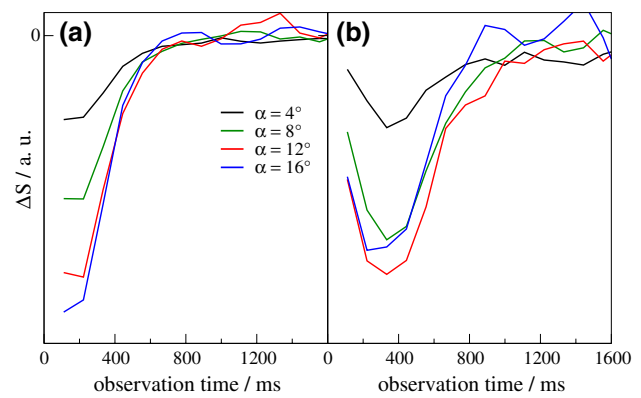 (a) (b)
0
α = 4°
α = 8°
α = 12°
α = 16°
ΔS / a. u.
0 400 800 1200 0 400 800 1200 1600
observation time / ms observation time / ms